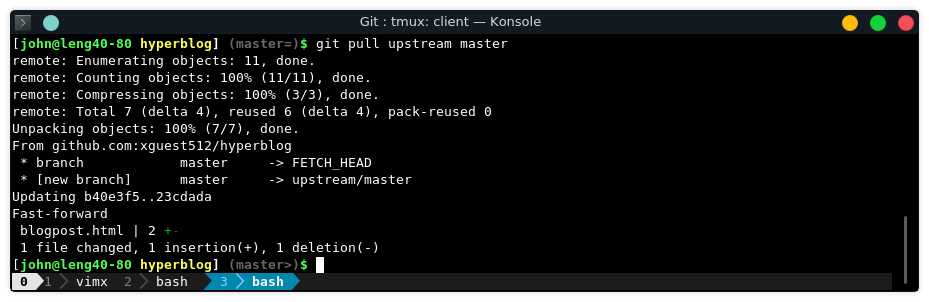 Git : tmux: client — Konsole
[john@leng40-80 hyperblog] (master=)$ git pull upstream master
remote: Enumerating objects: 11, done.
remote: Counting objects: 100% (11/11), done.
remote: Compressing objects: 100% (3/3), done.
remote: Total 7 (delta 4), reused 6 (delta 4), pack-reused 0
Unpacking objects: 100% (7/7), done.
From github.com:xguest512/hyperblog
 * branch            master     -> FETCH_HEAD
 * [new branch]      master     -> upstream/master
Updating b40e3f5..23cdada
Fast-forward
 blogpost.html | 2 +-
 1 file changed, 1 insertion(+), 1 deletion(-)
[john@leng40-80 hyperblog] (master>)$
0 1 vimx 2 bash 3 bash